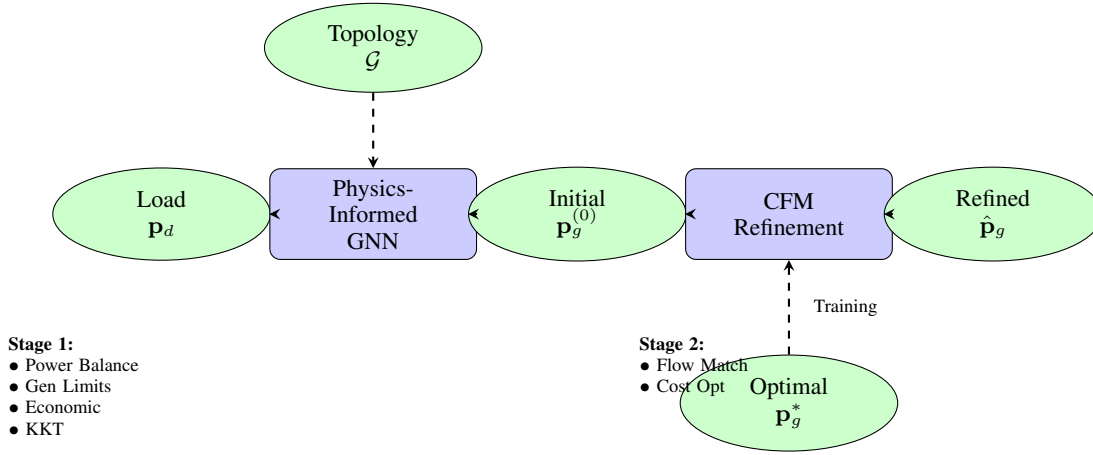 Topology
𝒢
Load
𝐩_d
Physics-
Informed
GNN
Initial
𝐩_g^(0)
CFM
Refinement
Refined
𝐩̂_g
Training
Stage 1:
● Power Balance
● Gen Limits
● Economic
● KKT
Stage 2:
● Flow Match
● Cost Opt
Optimal
𝐩_g^*